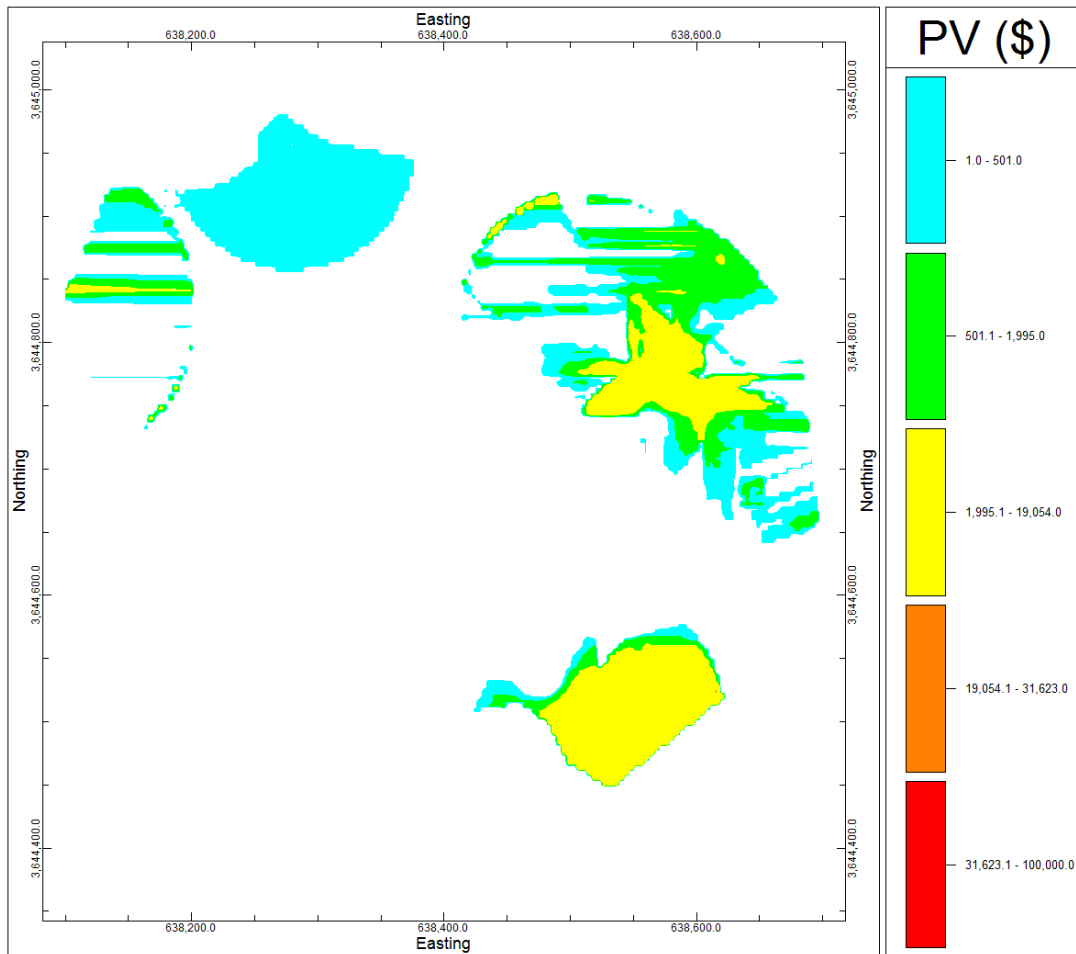 Easting
638,200.0 638,400.0 638,600.0
PV ($)
3,645,000.0 3,645,000.0
1.0 - 501.0
501.1 - 1,995.0
3,644,800.0 3,644,800.0
Northing Northing
1,995.1 - 19,054.0
3,644,600.0 3,644,600.0
19,054.1 - 31,623.0
3,644,400.0 3,644,400.0
31,623.1 - 100,000.0
638,200.0 638,400.0 638,600.0
Easting